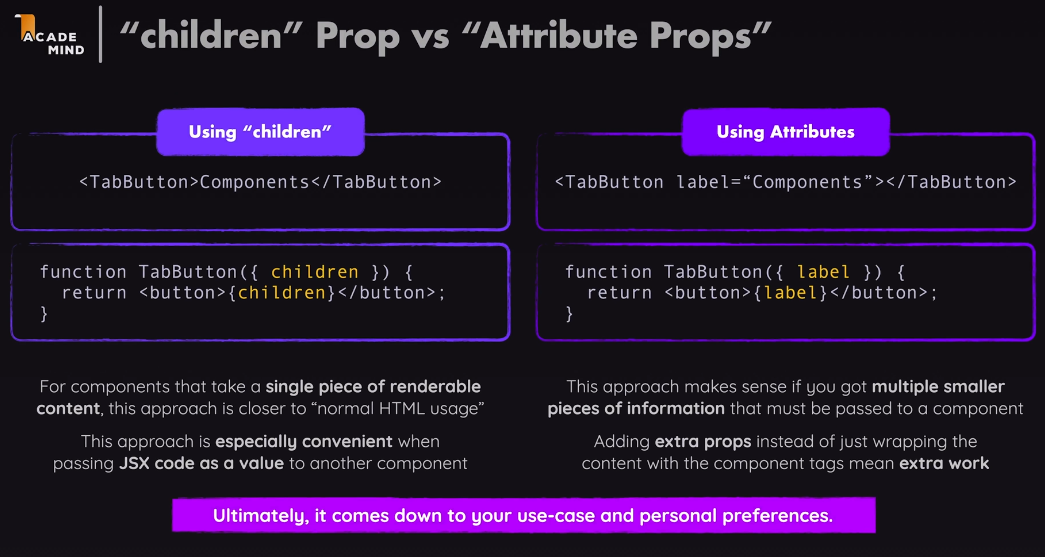 ACADE
MIND
“children” Prop vs “Attribute Props”
Using “children”
<TabButton>Components</TabButton>
function TabButton({ children }) {
return <button>{children}</button>;
}
For components that take a single piece of renderable
content, this approach is closer to “normal HTML usage”
This approach is especially convenient when
passing JSX code as a value to another component
Using Attributes
<TabButton label=“Components”></TabButton>
function TabButton({ label }) {
return <button>{label}</button>;
}
This approach makes sense if you got multiple smaller
pieces of information that must be passed to a component
Adding extra props instead of just wrapping the
content with the component tags mean extra work
Ultimately, it comes down to your use-case and personal preferences.